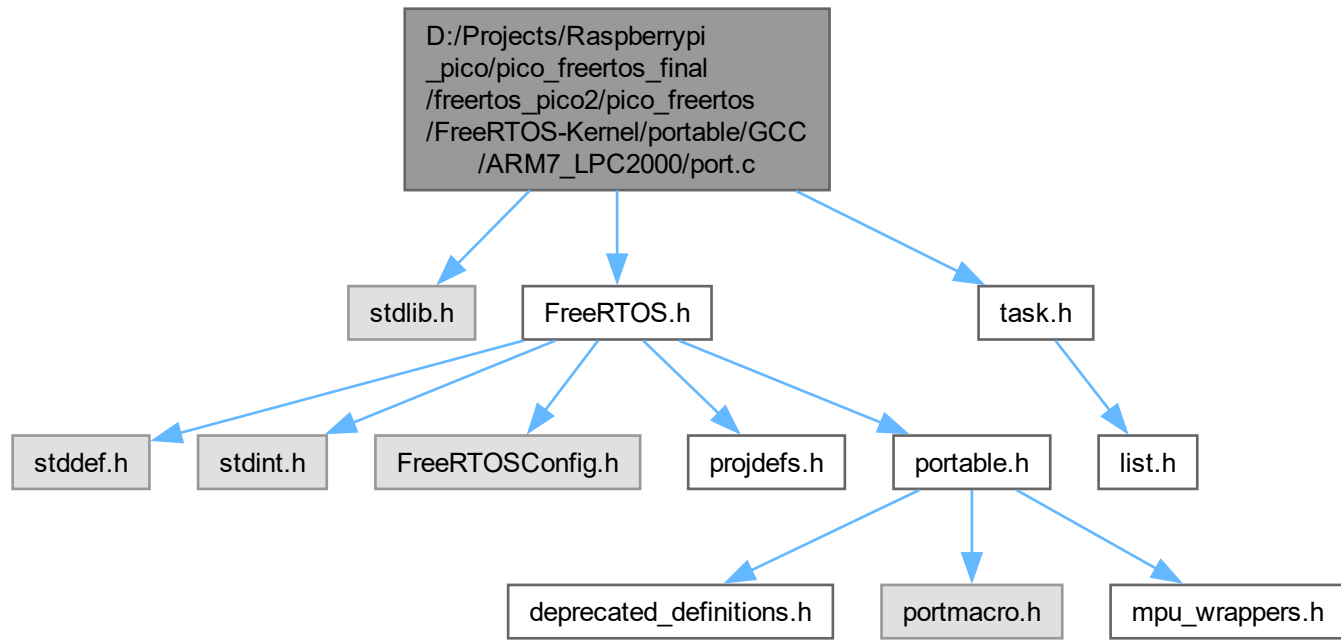 D:/Projects/Raspberrypi
_pico/pico_freertos_final
/freertos_pico2/pico_freertos
/FreeRTOS-Kernel/portable/GCC
/ARM7_LPC2000/port.c
stdlib.h
FreeRTOS.h
task.h
stddef.h
stdint.h
FreeRTOSConfig.h
projdefs.h
portable.h
list.h
deprecated_definitions.h
portmacro.h
mpu_wrappers.h